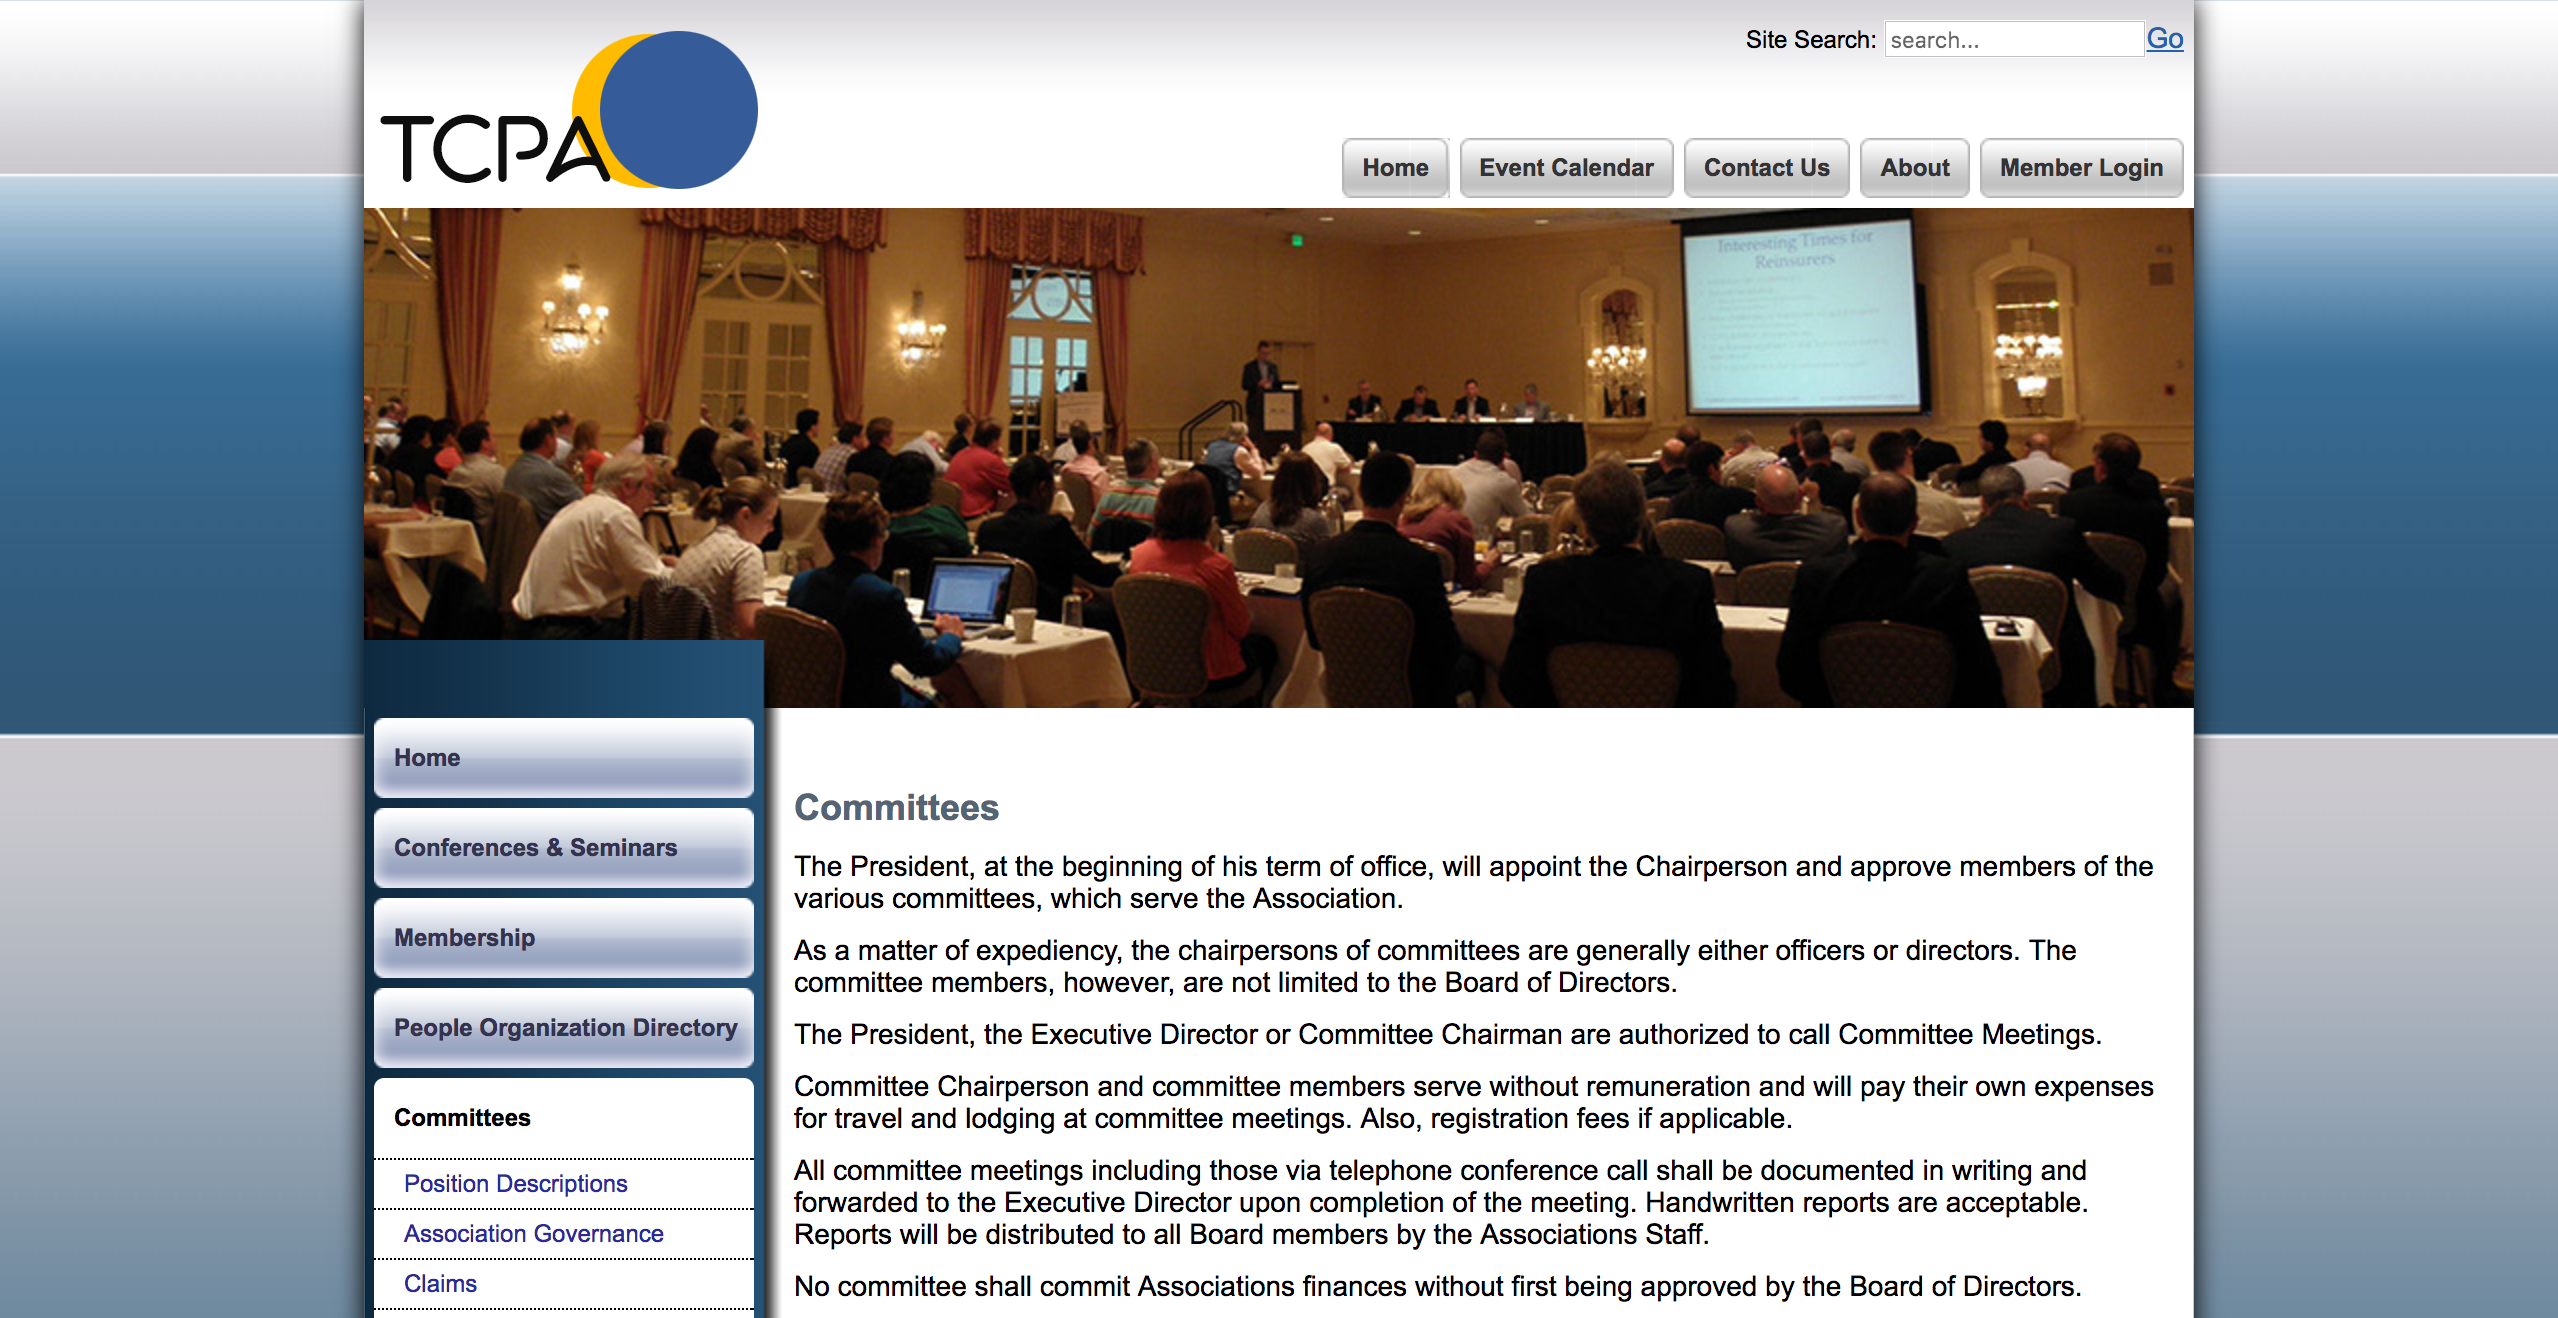 Site Search: search... Go
TCPA
Home
Event Calendar
Contact Us
About
Member Login
Interesting Times for
Reinsurers
Home
Conferences & Seminars
Membership
People Organization Directory
Committees
Position Descriptions
Association Governance
Claims
Committees
The President, at the beginning of his term of office, will appoint the Chairperson and approve members of the
various committees, which serve the Association.
As a matter of expediency, the chairpersons of committees are generally either officers or directors. The
committee members, however, are not limited to the Board of Directors.
The President, the Executive Director or Committee Chairman are authorized to call Committee Meetings.
Committee Chairperson and committee members serve without remuneration and will pay their own expenses
for travel and lodging at committee meetings. Also, registration fees if applicable.
All committee meetings including those via telephone conference call shall be documented in writing and
forwarded to the Executive Director upon completion of the meeting. Handwritten reports are acceptable.
Reports will be distributed to all Board members by the Associations Staff.
No committee shall commit Associations finances without first being approved by the Board of Directors.